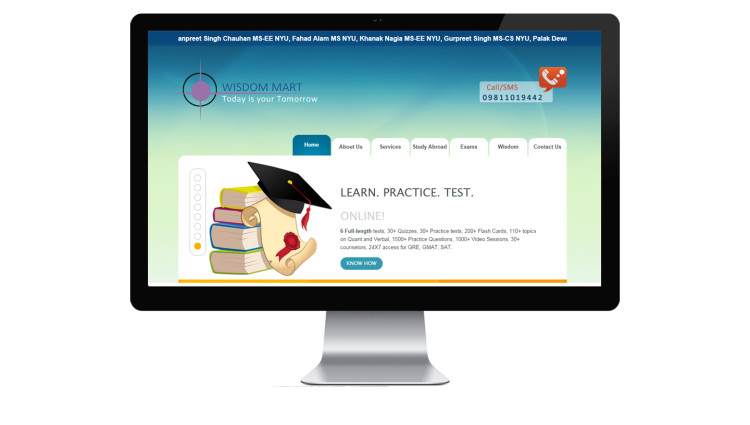 anpreet Singh Chauhan MS-EE NYU, Fahad Alam MS NYU, Khanak Nagia MS-EE NYU, Gurpreet Singh MS-CS NYU, Palak Dewa
WISDOM MART
Today is your Tomorrow
Call/SMS
09811019442
Home About Us Services Study Abroad Exams Wisdom Contact Us
LEARN. PRACTICE. TEST.
ONLINE!
6 Full-length tests, 30+ Quizzes, 30+ Practice tests, 200+ Flash Cards, 110+ topics
on Quant and Verbal, 1500+ Practice Questions, 1000+ Video Sessions, 30+
counselors, 24X7 access for GRE, GMAT, SAT.
KNOW HOW